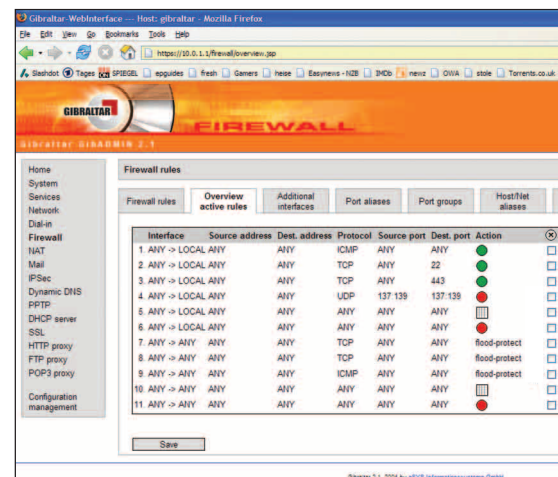 Gibraltar-WebInterface --- Host: gibraltar - Mozilla Firefox
File Edit View Go Bookmarks Tools Help
https://10.0.1.1/firewall/overview.jsp
Slashdot Tages SPIEGEL epguides fresh Gamers heise Easynews - NZB IMDb newz OWA stole Torrents.co.uk
GIBRALTAR
FIREWALL
Gibraltar GibADMIN 2.1
Home
System
Services
Network
Dial-in
Firewall
NAT
Mail
IPSec
Dynamic DNS
PPTP
DHCP server
SSL
HTTP proxy
FTP proxy
POP3 proxy
Configuration management
Firewall rules
Firewall rules Overview active rules Additional interfaces Port aliases Port groups Host/Net aliases
Interface Source address Dest. address Protocol Source port Dest. port Action
1 ANY -> LOCAL ANY ANY ICMP ANY ANY
2 ANY -> LOCAL ANY ANY TCP ANY 22
3 ANY -> LOCAL ANY ANY TCP ANY 443
4 ANY -> LOCAL ANY ANY UDP 137:139 137:139
5 ANY -> LOCAL ANY ANY ANY ANY ANY
6 ANY -> LOCAL ANY ANY ANY ANY ANY
7 ANY -> ANY ANY ANY TCP ANY ANY flood-protect
8 ANY -> ANY ANY ANY TCP ANY ANY flood-protect
9 ANY -> ANY ANY ANY ICMP ANY ANY flood-protect
10 ANY -> ANY ANY ANY ANY ANY ANY
11 ANY -> ANY ANY ANY ANY ANY ANY
Save